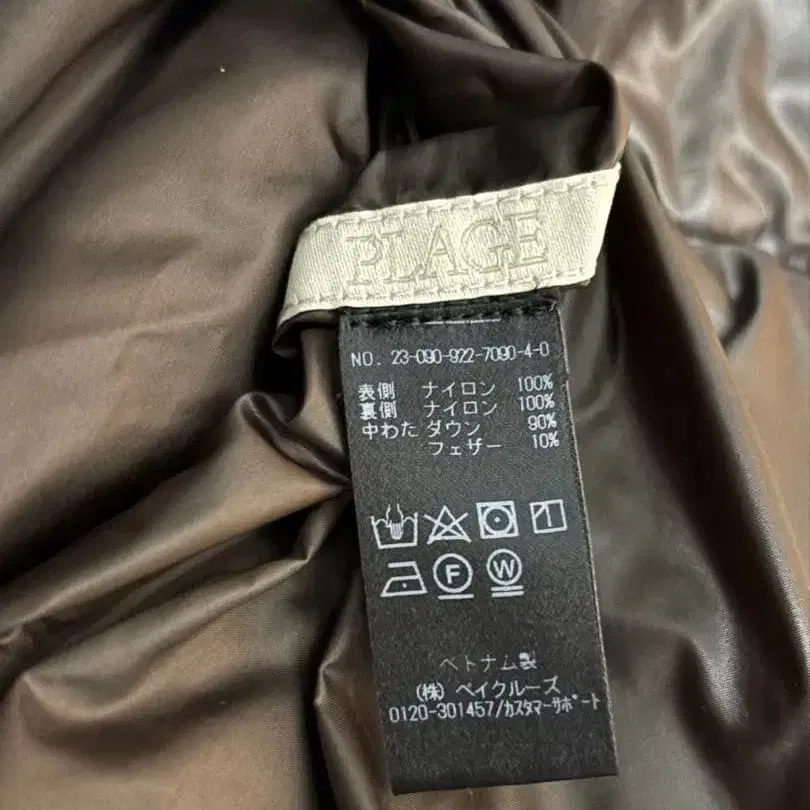 PLAGE
NO. 23-090-922-7090-4-0
表側 ナイロン 100%
裏側 ナイロン 100%
中わた ダウン 90%
フェザー 10%
F W
ベトナム製
(株) ベイクルーズ
0120-301457/カスタマーサポート